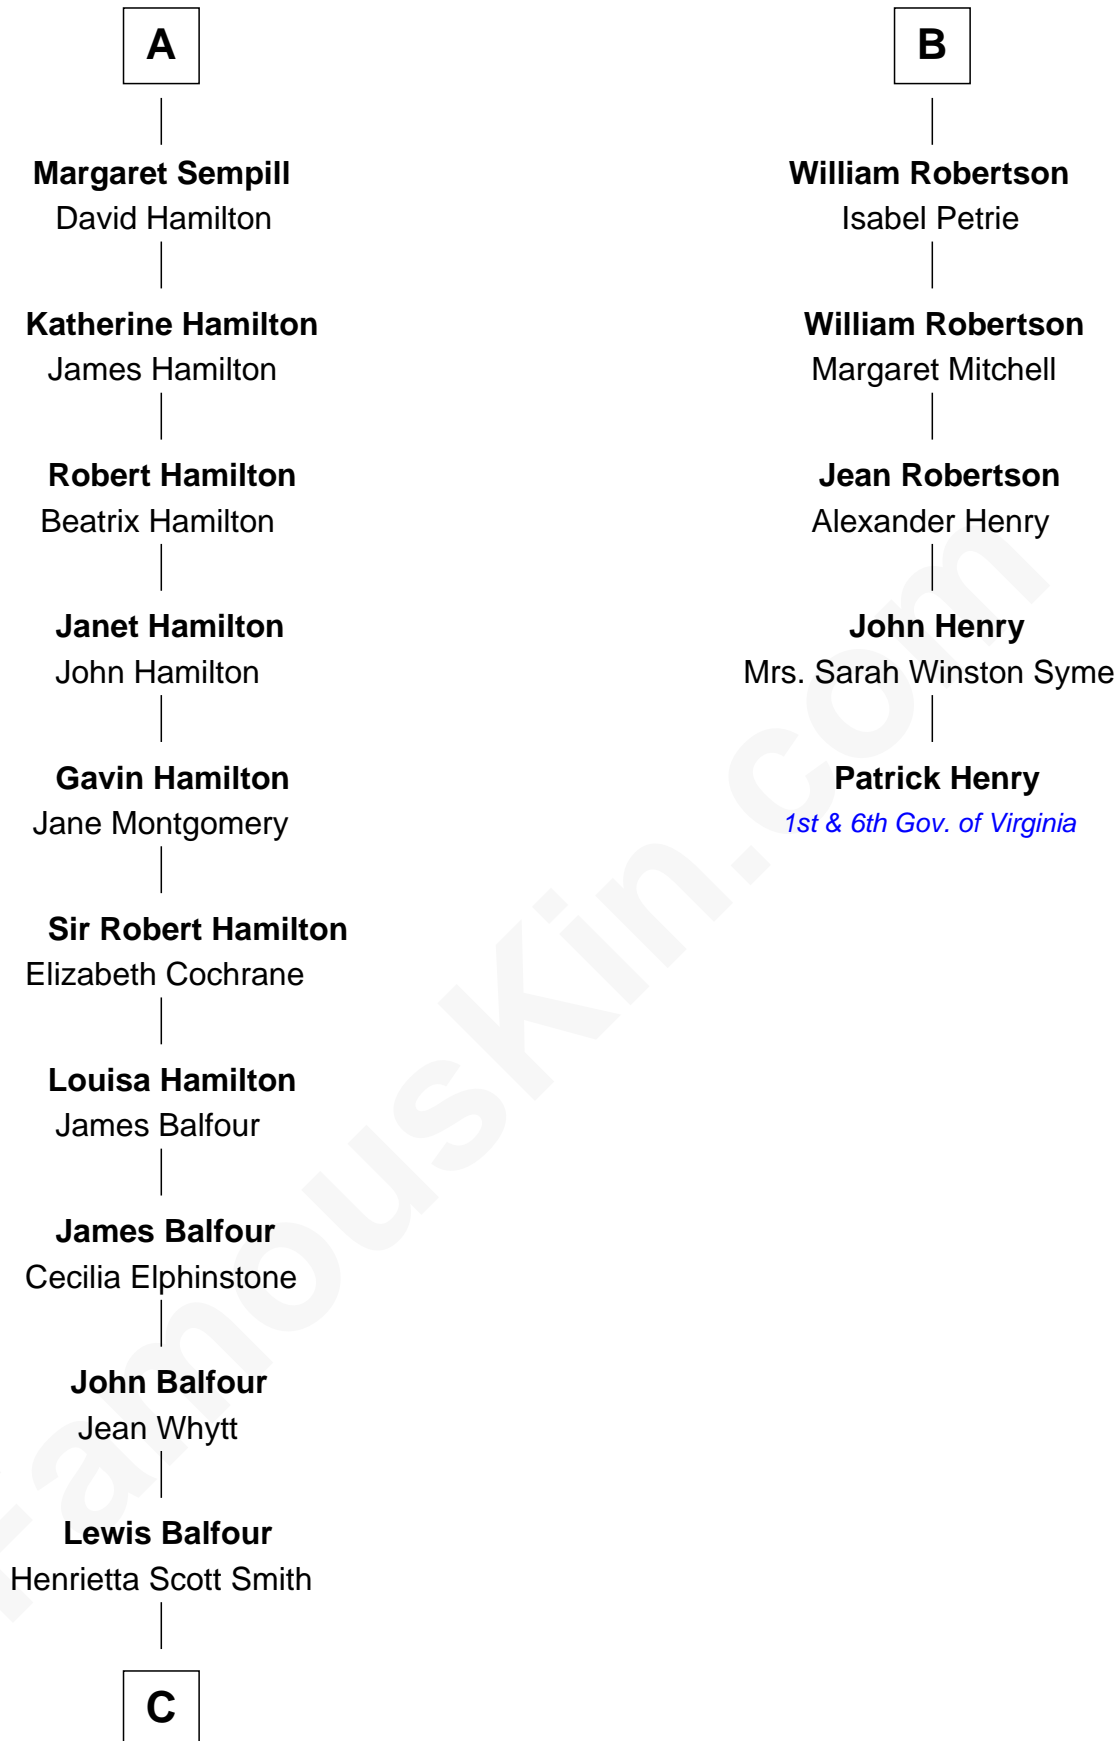 A
Margaret Sempill
David Hamilton
Katherine Hamilton
James Hamilton
Robert Hamilton
Beatrix Hamilton
Janet Hamilton
John Hamilton
Gavin Hamilton
Jane Montgomery
Sir Robert Hamilton
Elizabeth Cochrane
Louisa Hamilton
James Balfour
James Balfour
Cecilia Elphinstone
John Balfour
Jean Whytt
Lewis Balfour
Henrietta Scott Smith
C
B
William Robertson
Isabel Petrie
William Robertson
Margaret Mitchell
Jean Robertson
Alexander Henry
John Henry
Mrs. Sarah Winston Syme
Patrick Henry
1st & 6th Gov. of Virginia
FamousKin.com